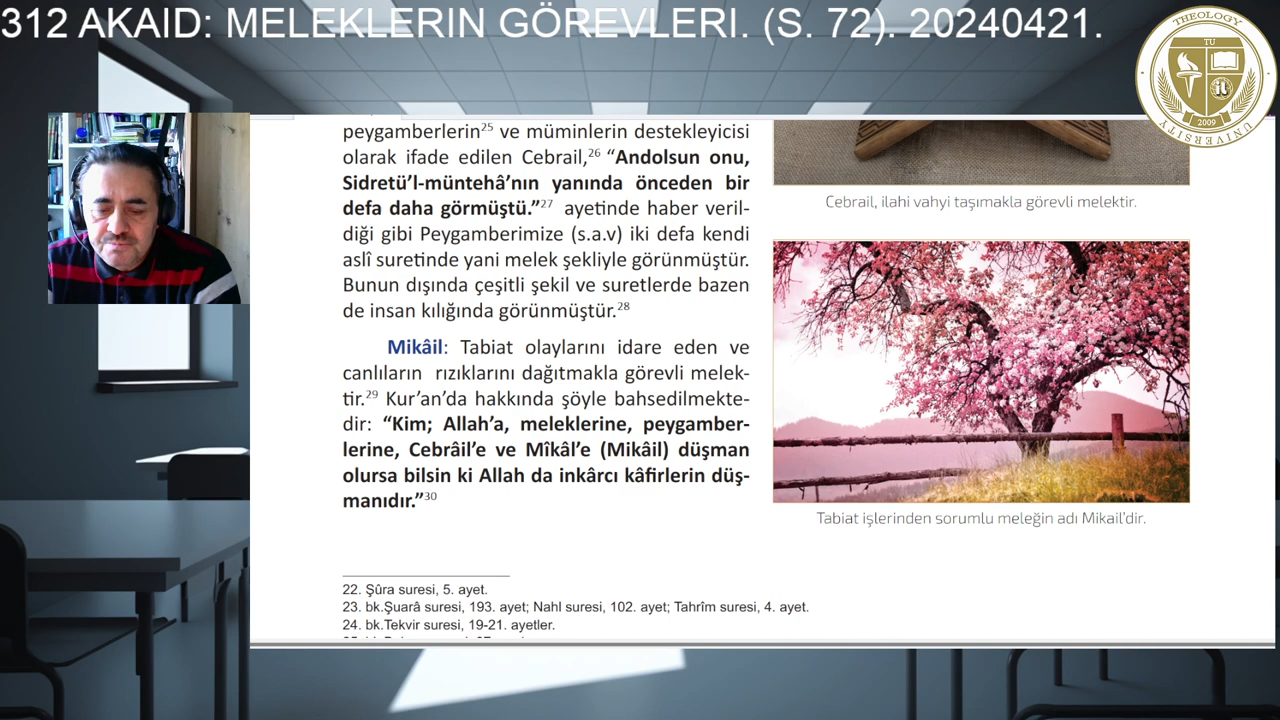 312 AKAID: MELEKLERIN GÖREVLERI. (S. 72). 20240421.
THEOLOGY
TU
it
2009
UNIVERSITY
peygamberlerin25 ve müminlerin destekleyicisi
olarak ifade edilen Cebrail,26 “Andolsun onu,
Sidretü’l-müntehâ’nın yanında önceden bir
defa daha görmüştü.”27 ayetinde haber veril-
diği gibi Peygamberimize (s.a.v) iki defa kendi
aslî suretinde yani melek şekliyle görünmüştür.
Bunun dışında çeşitli şekil ve suretlerde bazen
de insan kılığında görünmüştür.28
Mikâil: Tabiat olaylarını idare eden ve
canlıların rızıklarını dağıtmakla görevli melek-
tir.29 Kur’an’da hakkında şöyle bahsedilmekte-
dir: “Kim; Allah’a, meleklerine, peygamber-
lerine, Cebrâil’e ve Mîkâl’e (Mikâil) düşman
olursa bilsin ki Allah da inkârcı kâfirlerin düş-
manıdır.”30
Cebrail, ilahi vahyi taşımakla görevli melektir.
Tabiat işlerinden sorumlu meleğin adı Mikail’dir.
22. Şûra suresi, 5. ayet.
23. bk.Şuarâ suresi, 193. ayet; Nahl suresi, 102. ayet; Tahrîm suresi, 4. ayet.
24. bk.Tekvir suresi, 19-21. ayetler.